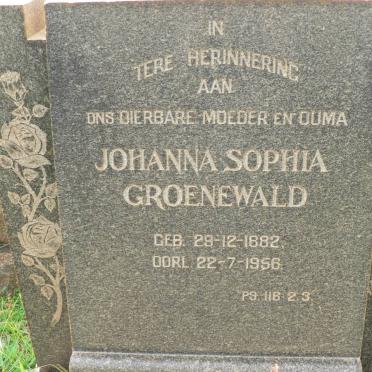 IN
TERE HERINNERING
AAN
ONS DIERBARE MOEDER EN OUMA
JOHANNA SOPHIA
GROENEWALD
GEB. 29-12-1882.
OORL. 22-7-1956.
PS. 116. 2.3.